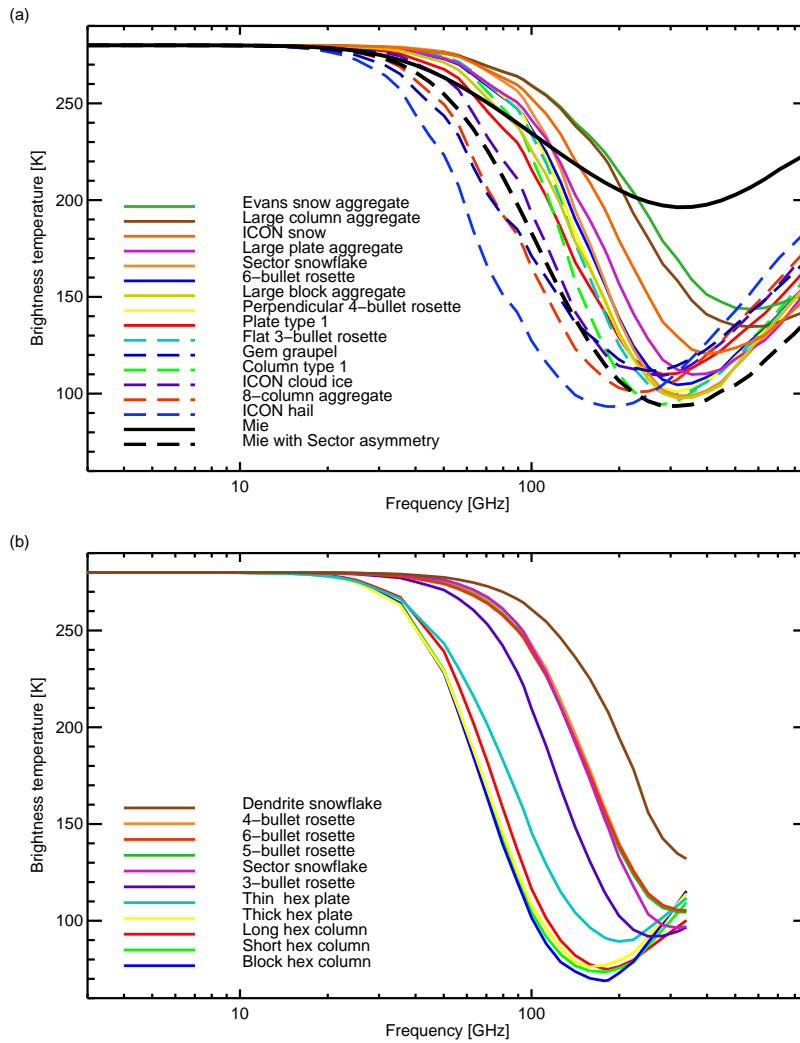 (a)
250
200
150
100
Brightness temperature [K]
Evans snow aggregate
Large column aggregate
ICON snow
Large plate aggregate
Sector snowflake
6−bullet rosette
Large block aggregate
Perpendicular 4−bullet rosette
Plate type 1
Flat 3−bullet rosette
Gem graupel
Column type 1
ICON cloud ice
8−column aggregate
ICON hail
Mie
Mie with Sector asymmetry
10 100
Frequency [GHz]
(b)
250
200
150
100
Brightness temperature [K]
Dendrite snowflake
4−bullet rosette
6−bullet rosette
5−bullet rosette
Sector snowflake
3−bullet rosette
Thin hex plate
Thick hex plate
Long hex column
Short hex column
Block hex column
10 100
Frequency [GHz]